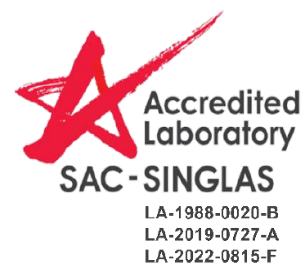 Accredited
Laboratory
SAC-SINGLAS
LA-1988-0020-B
LA-2019-0727-A
LA-2022-0815-F